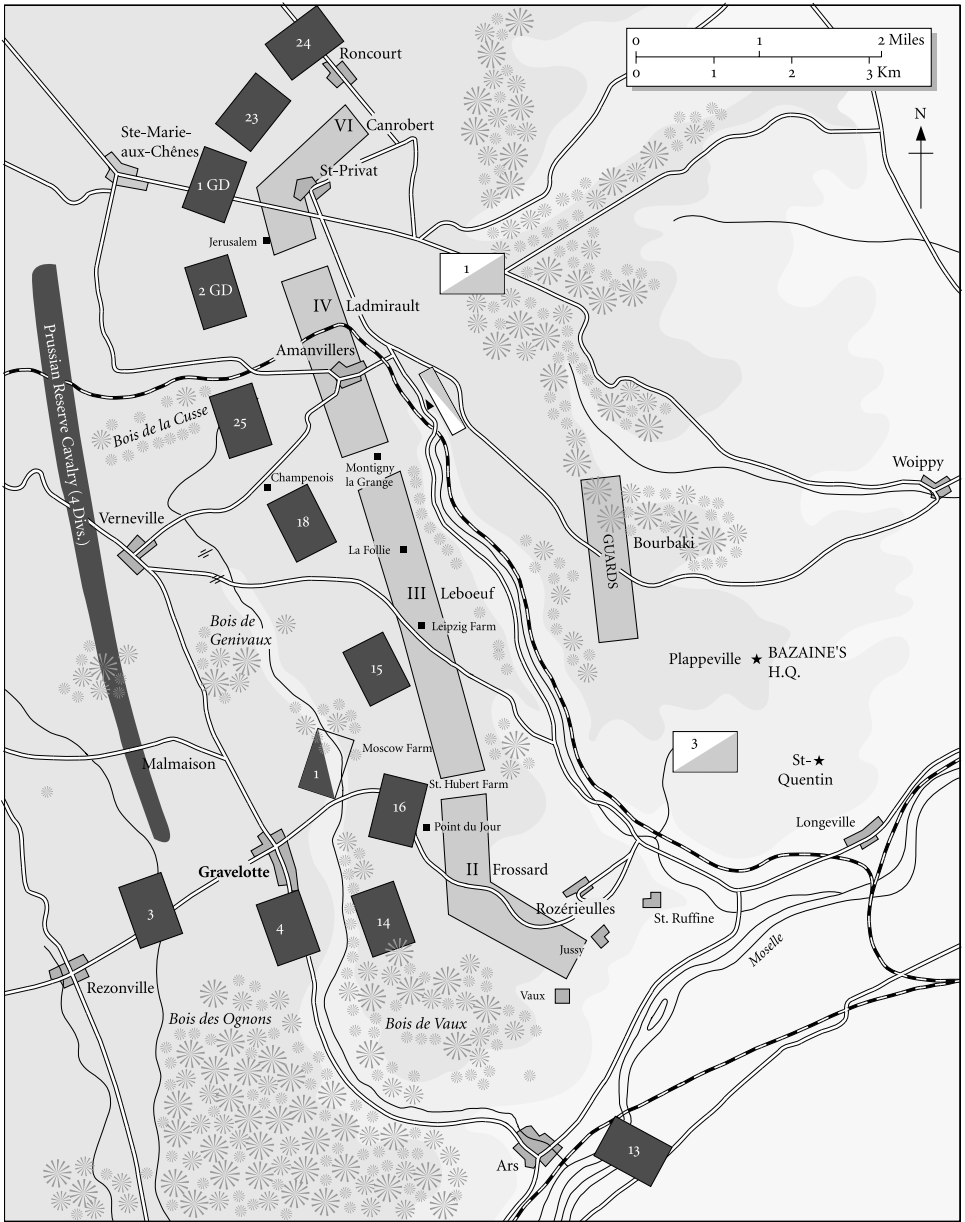 24
Roncourt
0 1 2 Miles
0 1 2 3 Km
N
23
VI Canrobert
Ste-Marie-
aux-Chênes
St-Privat
1 GD
Jerusalem
1
2 GD
IV Ladmirault
Amanvillers
Prussian Reserve Cavalry (4 Divs.)
Bois de la Cusse
25
Montigny
la Grange
Champenois
Woippy
18
Verneville
La Follie
GUARDS
Bourbaki
III Leboeuf
Bois de
Genivaux
Leipzig Farm
15
Plappeville
BAZAINE'S
H.Q.
Moscow Farm
3
St-
Quentin
Malmaison
1
St. Hubert Farm
16
Point du Jour
Longeville
Gravelotte
II Frossard
3
4
14
Rozérieulles
St. Ruffine
Jussy
Moselle
Rezonville
Vaux
Bois des Ognons
Bois de Vaux
13
Ars